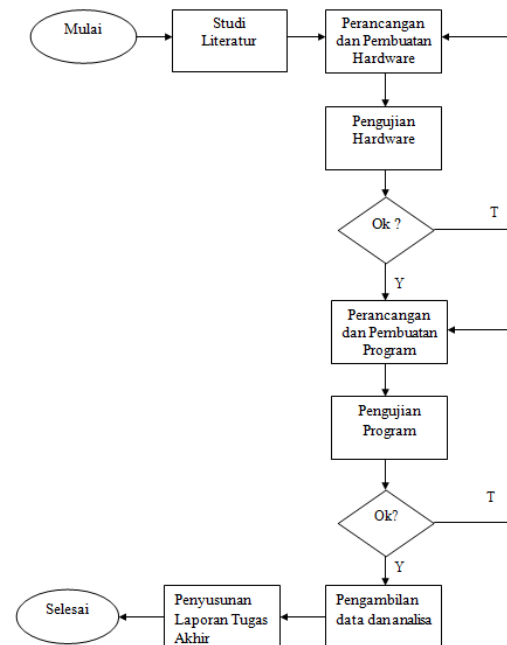 Mulai
Studi
Literatur
Perancangan
dan Pembuatan
Hardware
Pengujian
Hardware
Ok ?
T
Y
Perancangan
dan Pembuatan
Program
Pengujian
Program
Ok?
T
Y
Pengambilan
data dan analisa
Penyusunan
Laporan Tugas
Akhir
Selesai